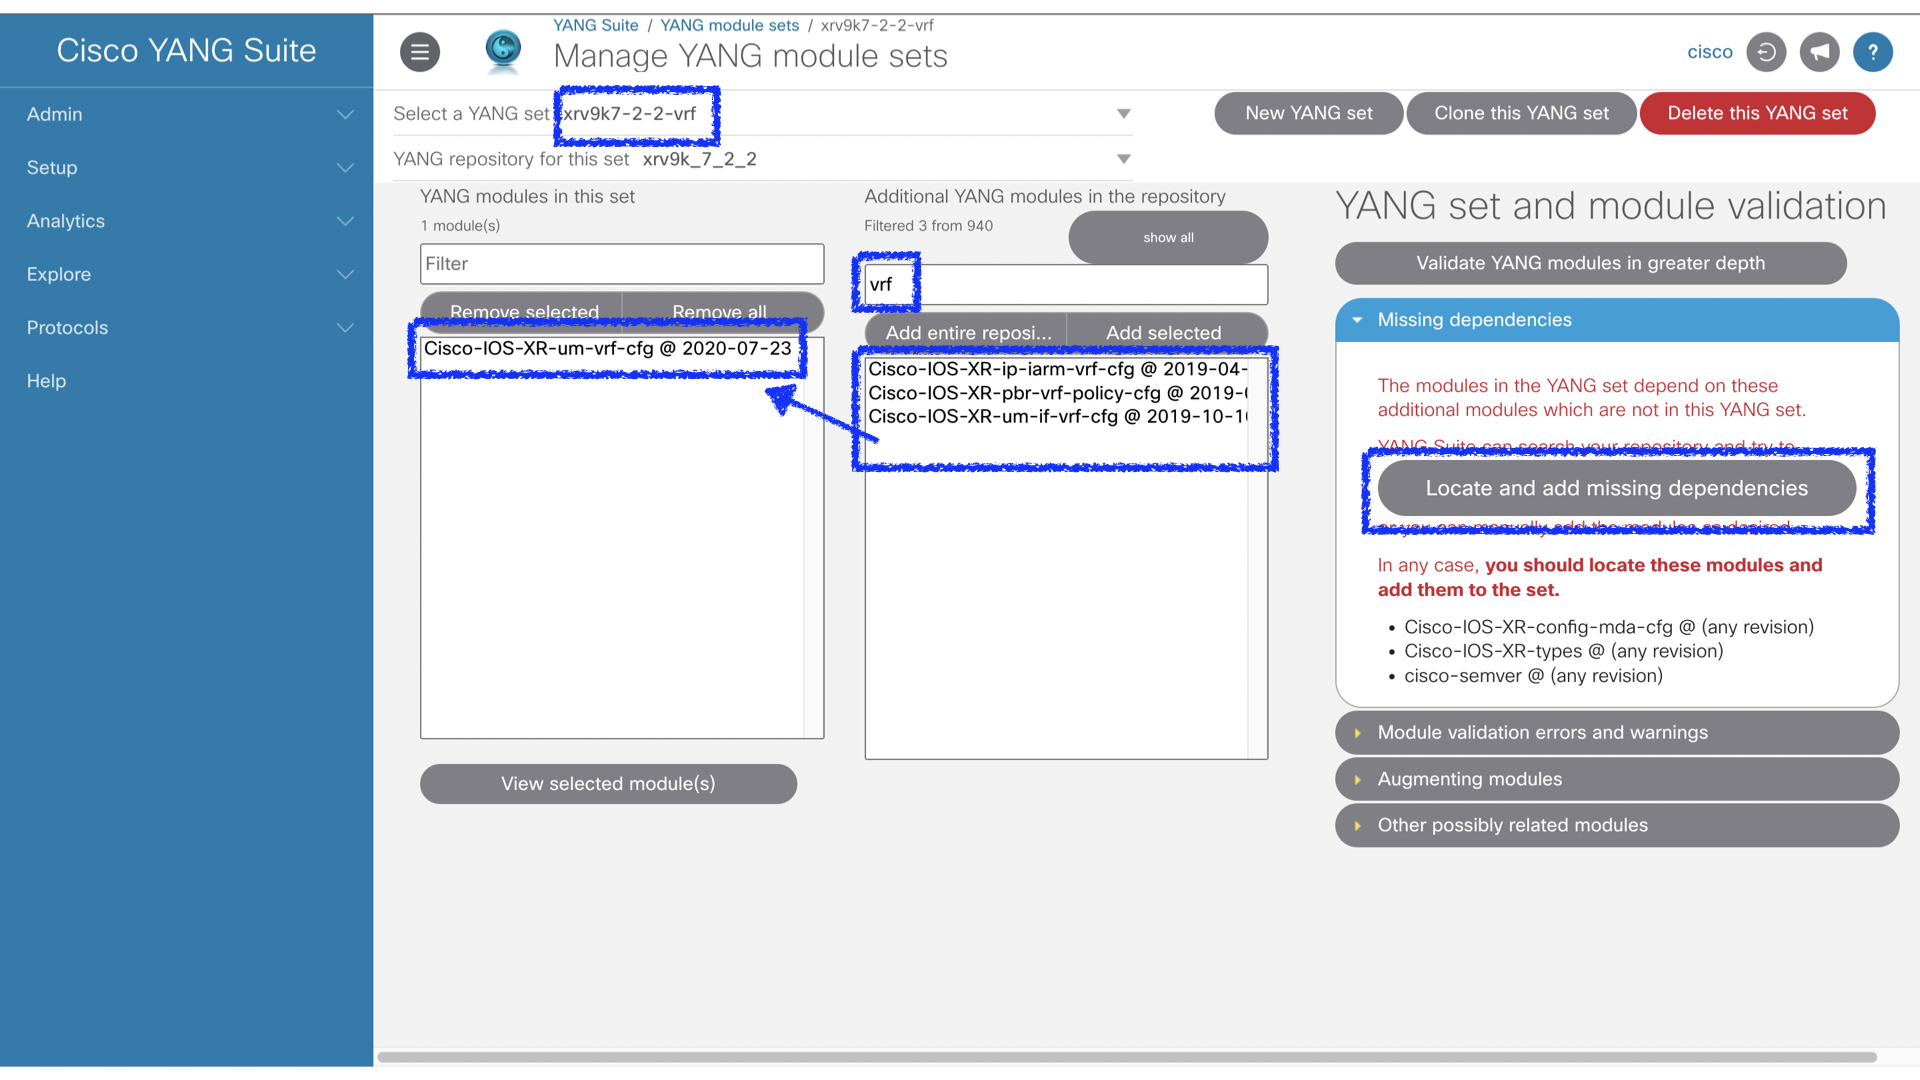 Cisco YANG Suite
Admin
Setup
Analytics
Explore
Protocols
Help
YANG Suite / YANG module sets / xrv9k7-2-2-vrf
Manage YANG module sets
cisco
?
Select a YANG set xrv9k7-2-2-vrf
New YANG set
Clone this YANG set
Delete this YANG set
YANG repository for this set xrv9k_7_2_2
YANG modules in this set
1 module(s)
Filter
Remove selected
Remove all
Cisco-IOS-XR-um-vrf-cfg @ 2020-07-23
View selected module(s)
Additional YANG modules in the repository
Filtered 3 from 940
show all
vrf
Add entire reposi...
Add selected
Cisco-IOS-XR-ip-iarm-vrf-cfg @ 2019-04-
Cisco-IOS-XR-pbr-vrf-policy-cfg @ 2019-
Cisco-IOS-XR-um-if-vrf-cfg @ 2019-10-1
YANG set and module validation
Validate YANG modules in greater depth
Missing dependencies
The modules in the YANG set depend on these
additional modules which are not in this YANG set.
YANG Suite can search your repository and try to
Locate and add missing dependencies
or you can manually add the modules as desired.
In any case, you should locate these modules and
add them to the set.
• Cisco-IOS-XR-config-mda-cfg @ (any revision)
• Cisco-IOS-XR-types @ (any revision)
• cisco-semver @ (any revision)
Module validation errors and warnings
Augmenting modules
Other possibly related modules